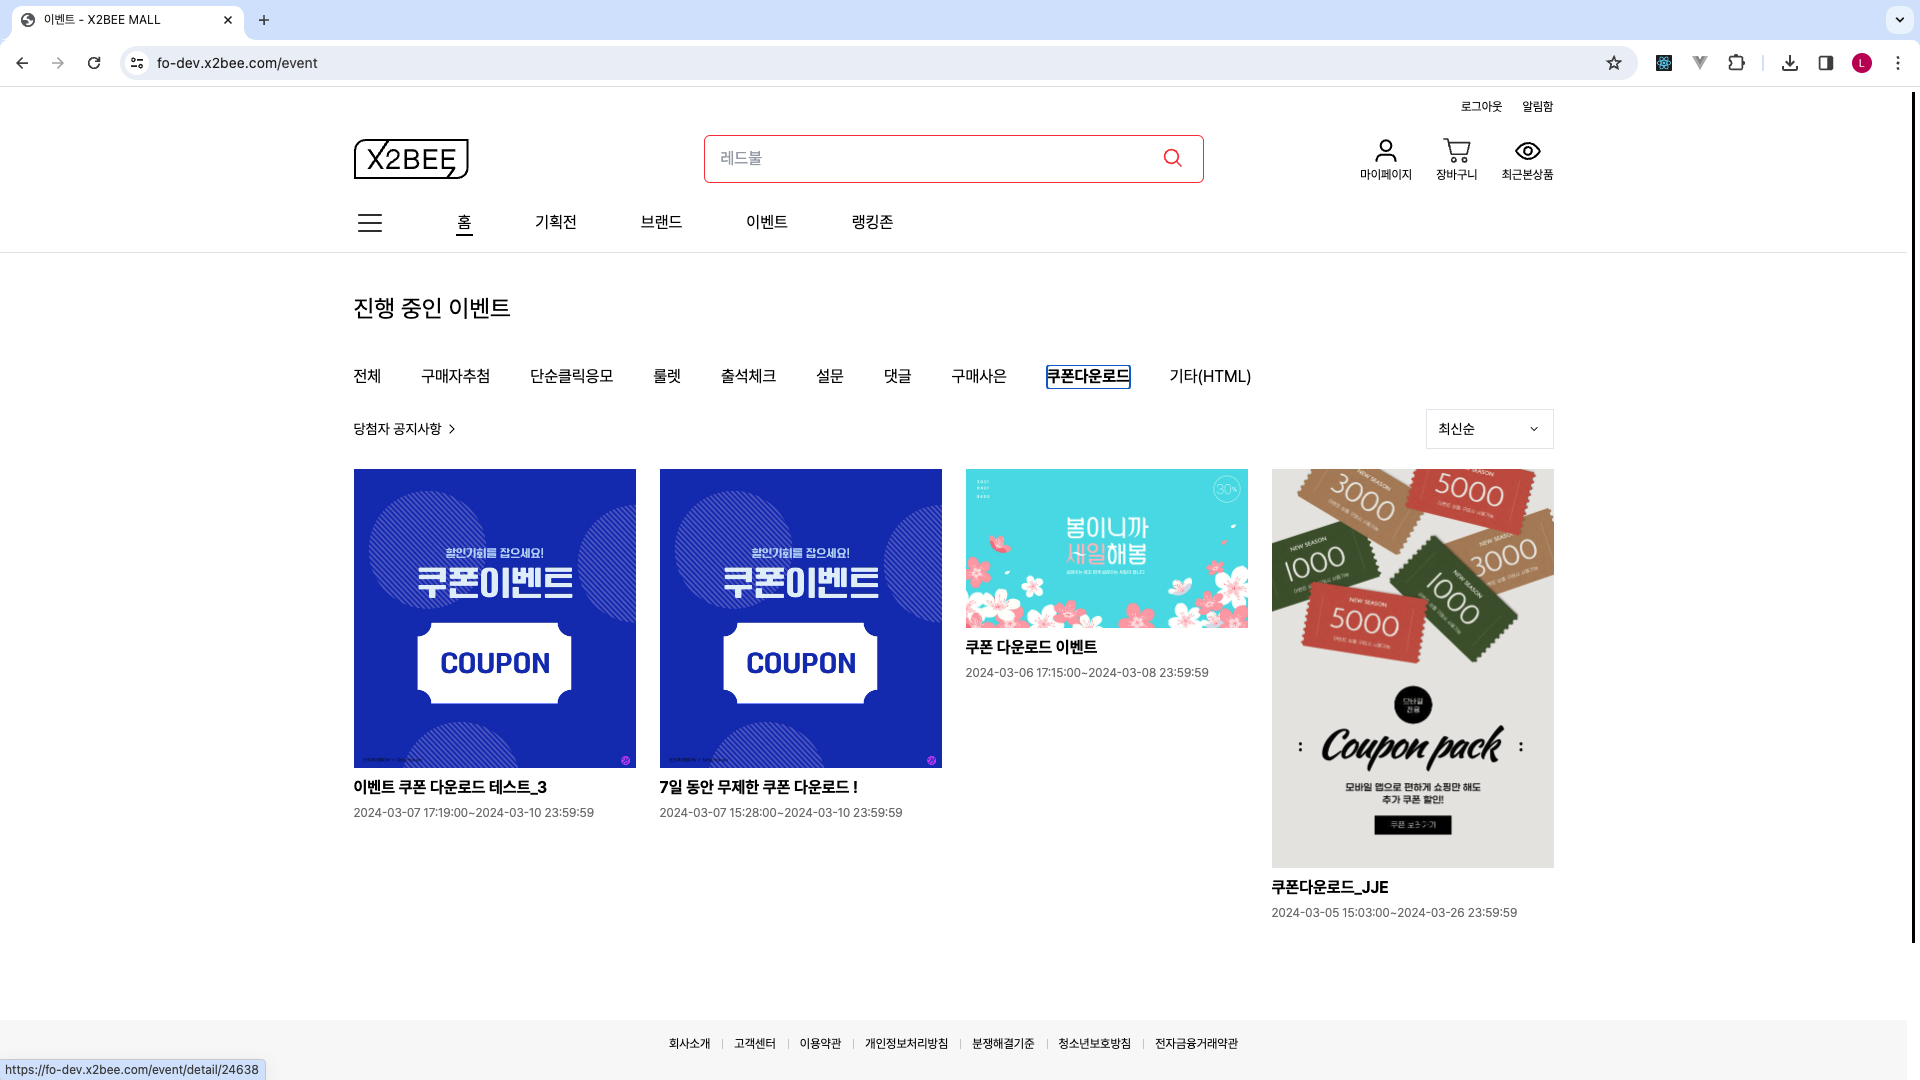 이벤트 - X2BEE MALL
fo-dev.x2bee.com/event
L
로그아웃 알림함
X2BEE
레드불
마이페이지 장바구니 최근본상품
홈 기획전 브랜드 이벤트 랭킹존
진행 중인 이벤트
전체 구매자추첨 단순클릭응모 룰렛 출석체크 설문 댓글 구매사은 쿠폰다운로드 기타(HTML)
당첨자 공지사항
최신순
할인기회를 잡으세요!
쿠폰이벤트
COUPON
이벤트 쿠폰 다운로드 테스트_3
2024-03-07 17:19:00~2024-03-10 23:59:59
할인기회를 잡으세요!
쿠폰이벤트
COUPON
7일 동안 무제한 쿠폰 다운로드 !
2024-03-07 15:28:00~2024-03-10 23:59:59
30%
봄이니까
세일해봄
쿠폰 다운로드 이벤트
2024-03-06 17:15:00~2024-03-08 23:59:59
NEW SEASON
3000
NEW SEASON
5000
NEW SEASON
1000
3000
NEW SEASON
1000
NEW SEASON
5000
모바일
전용
: Coupon pack :
모바일 앱으로 편하게 쇼핑만 해도
추가 쿠폰 할인!
쿠폰다운로드_JJE
2024-03-05 15:03:00~2024-03-26 23:59:59
회사소개 고객센터 이용약관 개인정보처리방침 분쟁해결기준 청소년보호방침 전자금융거래약관
https://fo-dev.x2bee.com/event/detail/24638